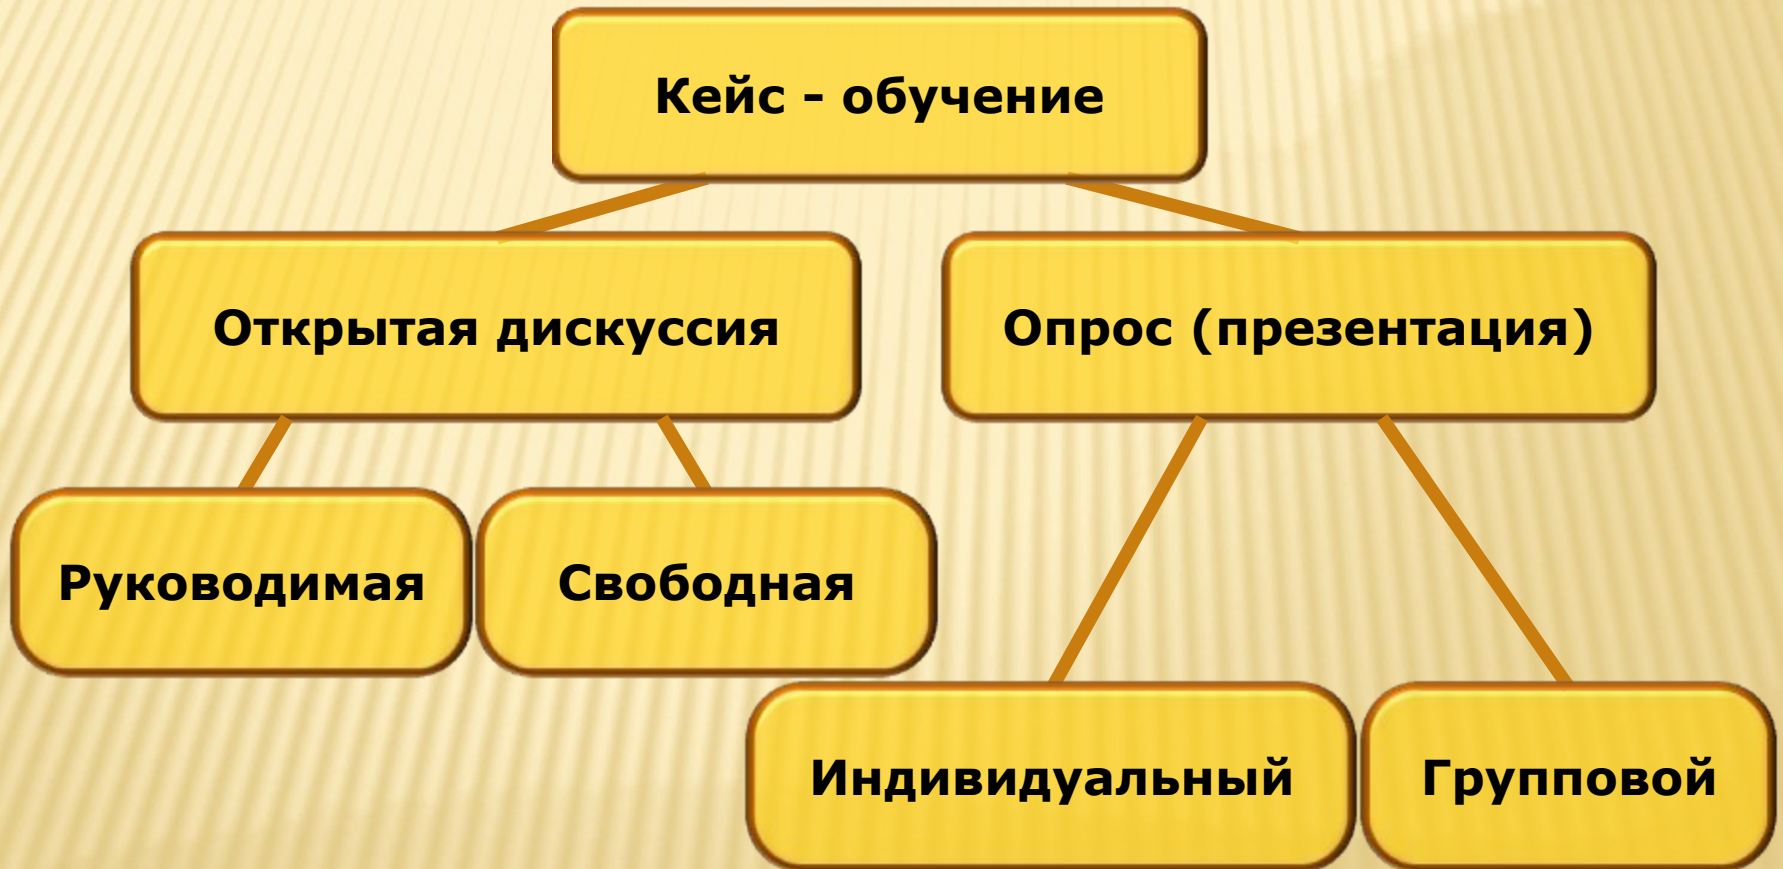 Кейс - обучение
Открытая дискуссия
Опрос (презентация)
Руководимая
Свободная
Индивидуальный
Групповой